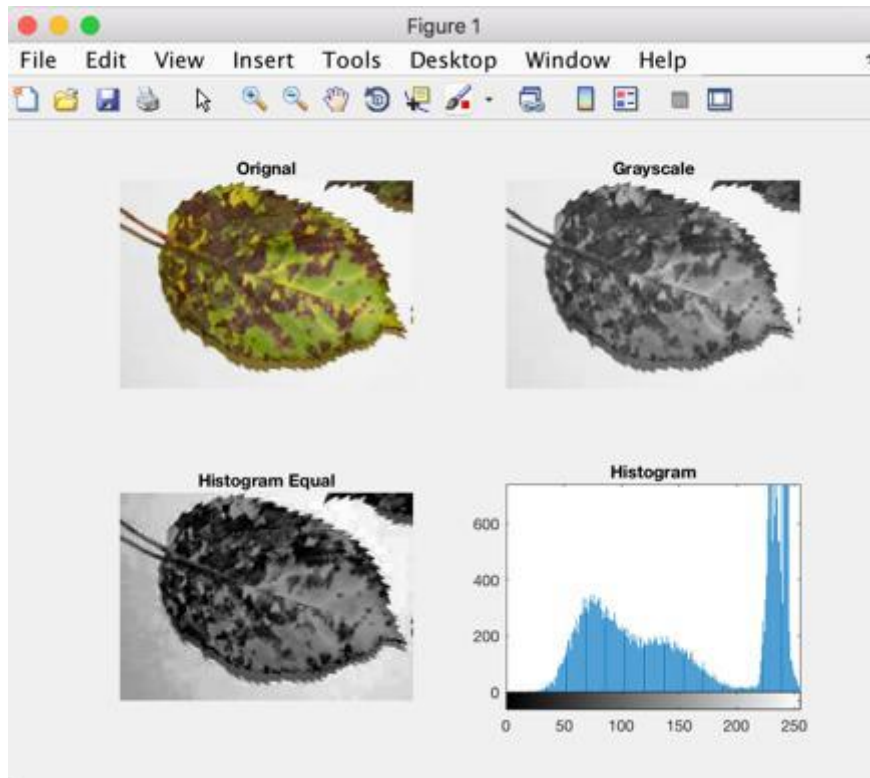 Figure 1
File Edit View Insert Tools Desktop Window Help
Orignal
Grayscale
Histogram Equal
Histogram
600
400
200
0
0 50 100 150 200 250